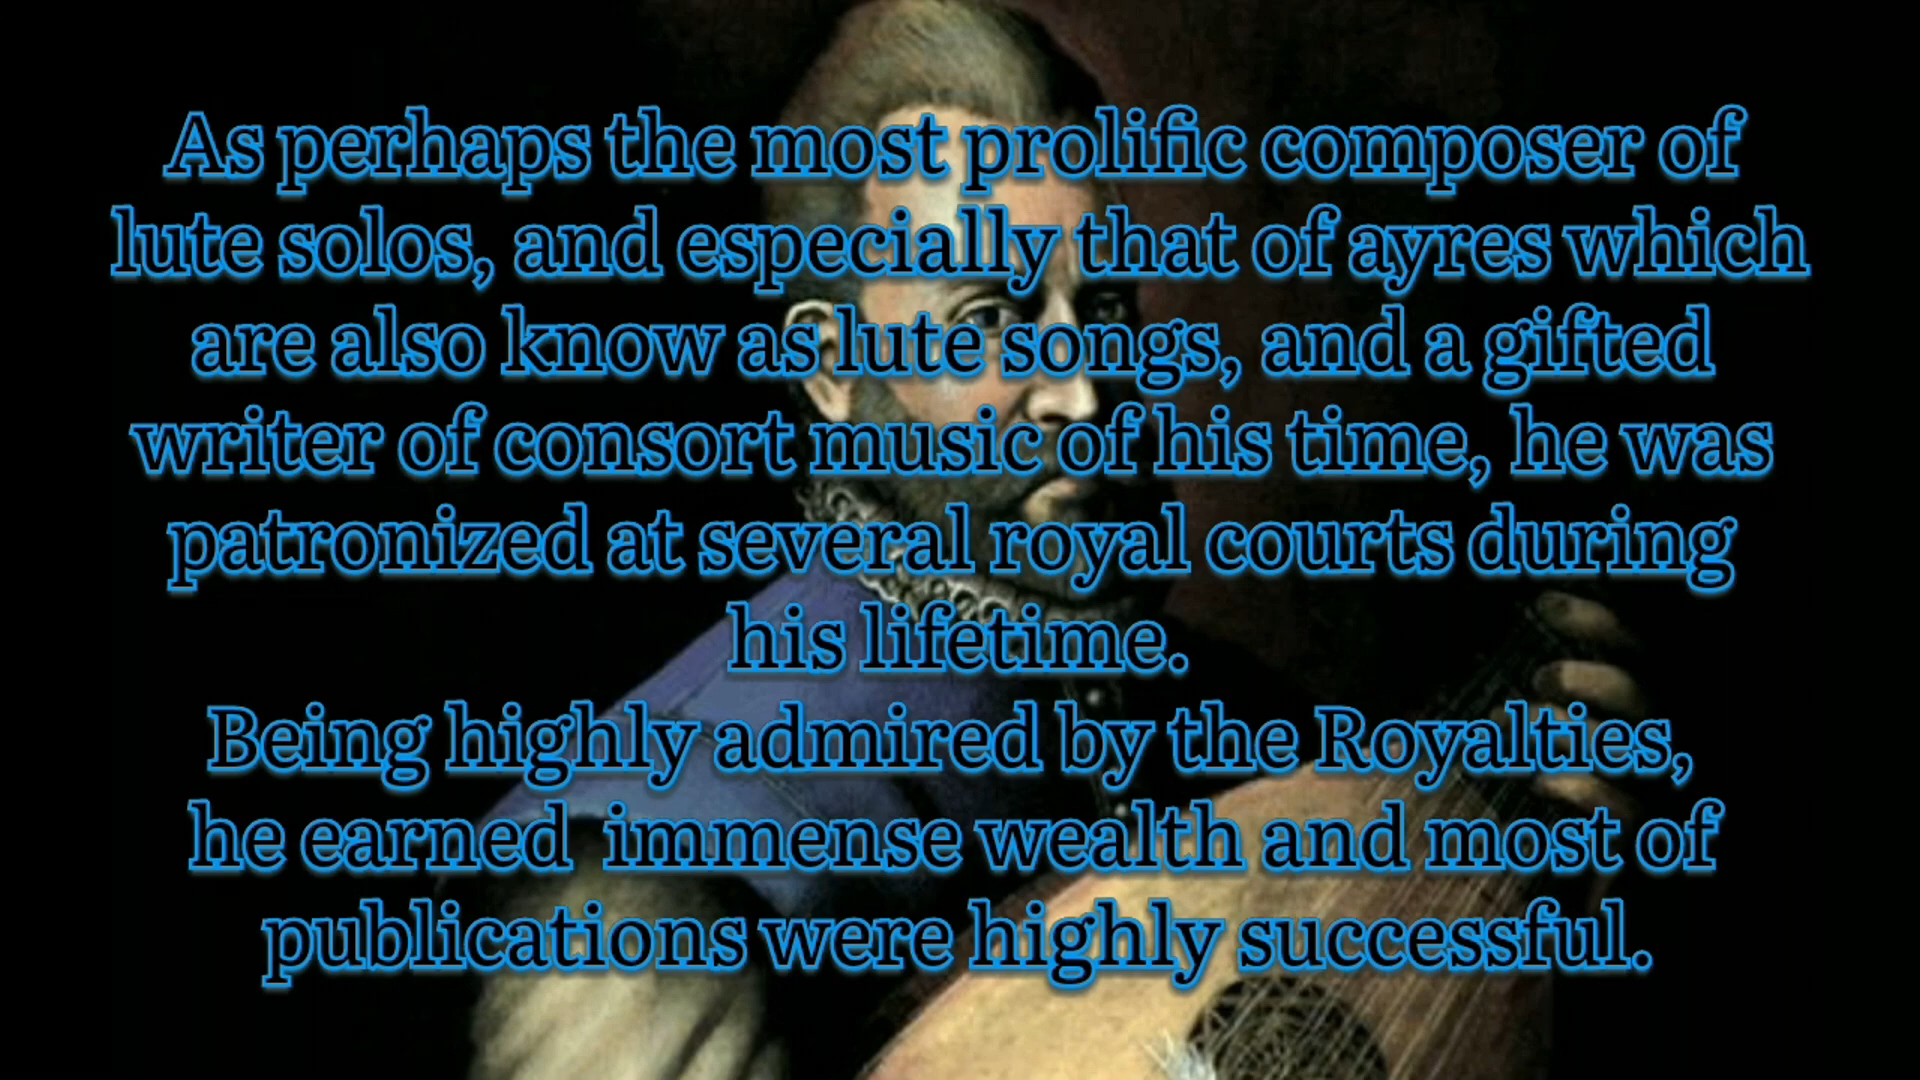 As perhaps the most prolific composer of
lute solos, and especially that of ayres which
are also know as lute songs, and a gifted
writer of consort music of his time, he was
patronized at several royal courts during
his lifetime.
Being highly admired by the Royalties,
he earned  immense wealth and most of
publications were highly successful.